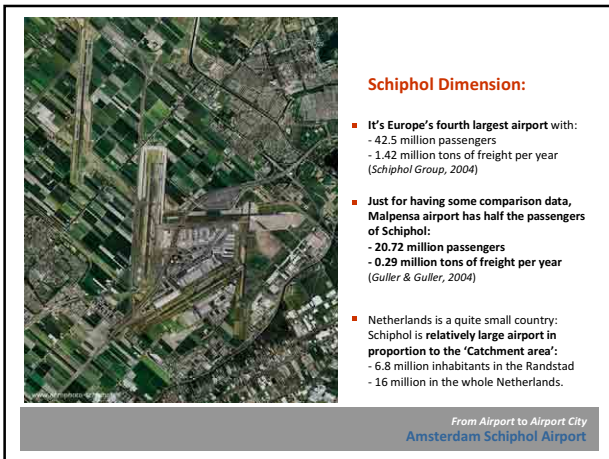 Schiphol Dimension:
It's Europe's fourth largest airport with:
- 42.5 million passengers
- 1.42 million tons of freight per year
(Schiphol Group, 2004)
Just for having some comparison data,
Malpensa airport has half the passengers
of Schiphol:
- 20.72 million passengers
- 0.29 million tons of freight per year
(Guller & Guller, 2004)
Netherlands is a quite small country:
Schiphol is relatively large airport in
proportion to the 'Catchment area':
- 6.8 million inhabitants in the Randstad
- 16 million in the whole Netherlands.
From Airport to Airport City
Amsterdam Schiphol Airport